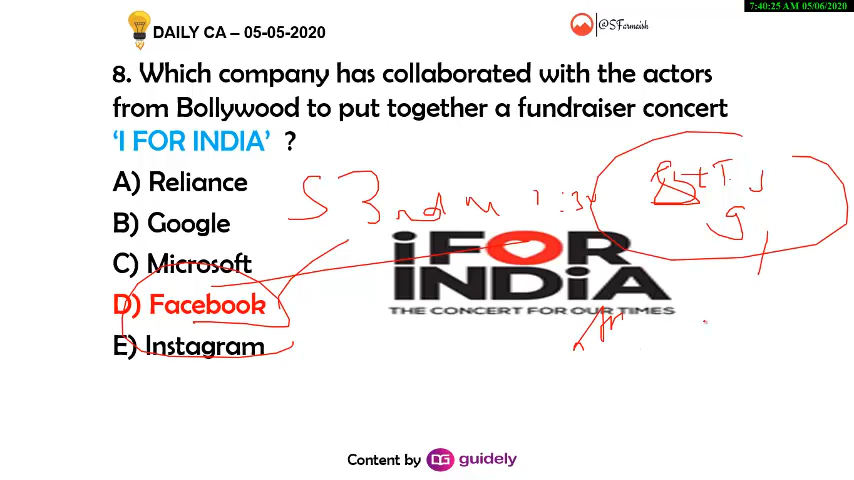 7:40:25 AM 05/06/2020
DAILY CA – 05-05-2020
@SFarmaish
8. Which company has collaborated with the actors
from Bollywood to put together a fundraiser concert
‘I FOR INDIA’ ?
A) Reliance
B) Google
C) Microsoft
D) Facebook
E) Instagram
iFOR
INDiA
THE CONCERT FOR OUR TIMES
Content by guidely